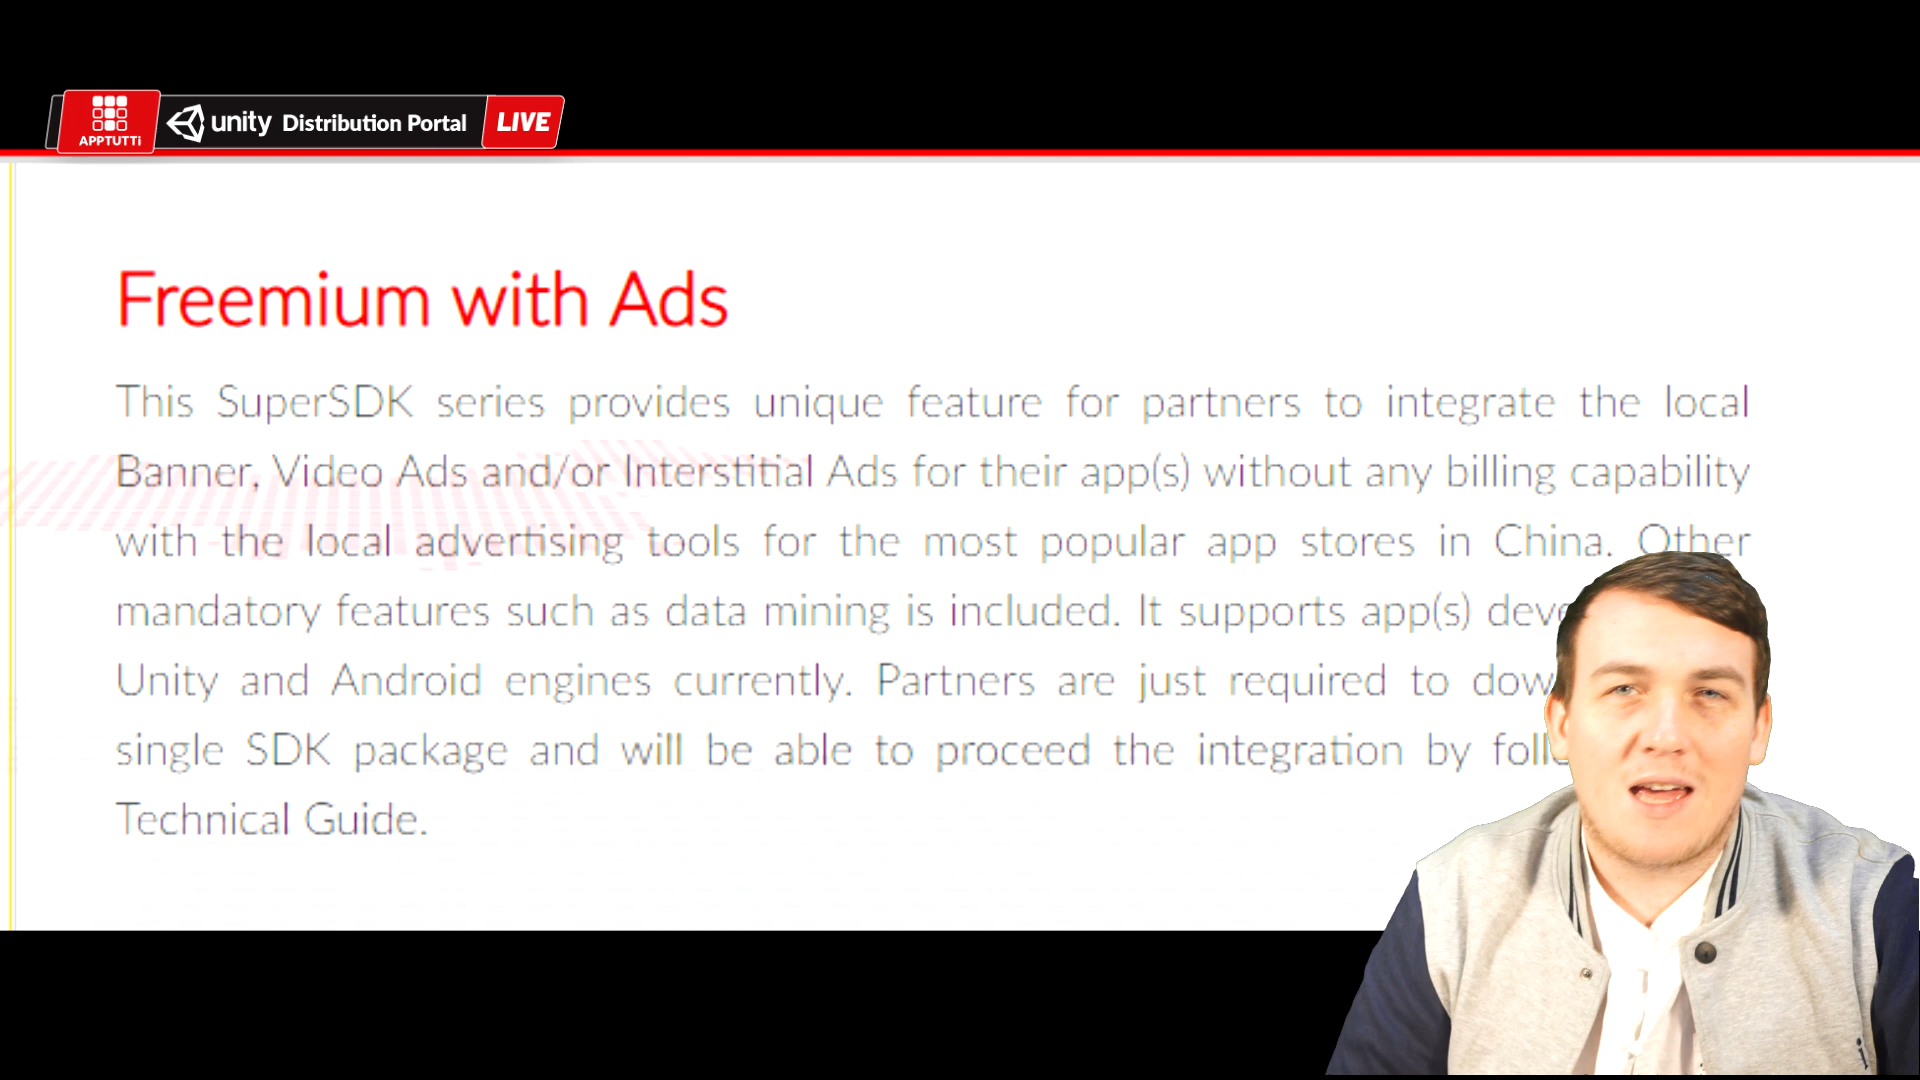 APPTUTTi
unity Distribution Portal LIVE
Freemium with Ads
This SuperSDK series provides unique feature for partners to integrate the local
Banner, Video Ads and/or Interstitial Ads for their app(s) without any billing capability
with the local advertising tools for the most popular app stores in China. Other
mandatory features such as data mining is included. It supports app(s)
Unity and Android engines currently. Partners are just required to
single SDK package and will be able to proceed the integration by
Technical Guide.